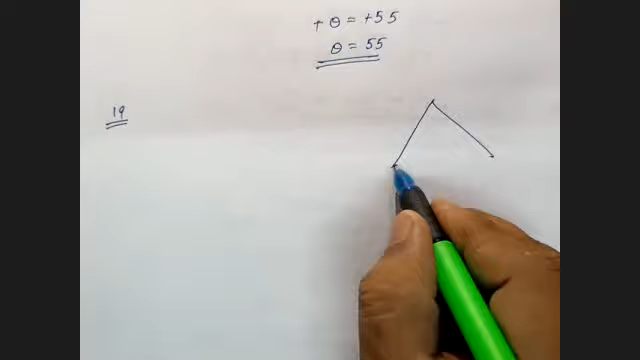 + θ = +55
θ = 55
19